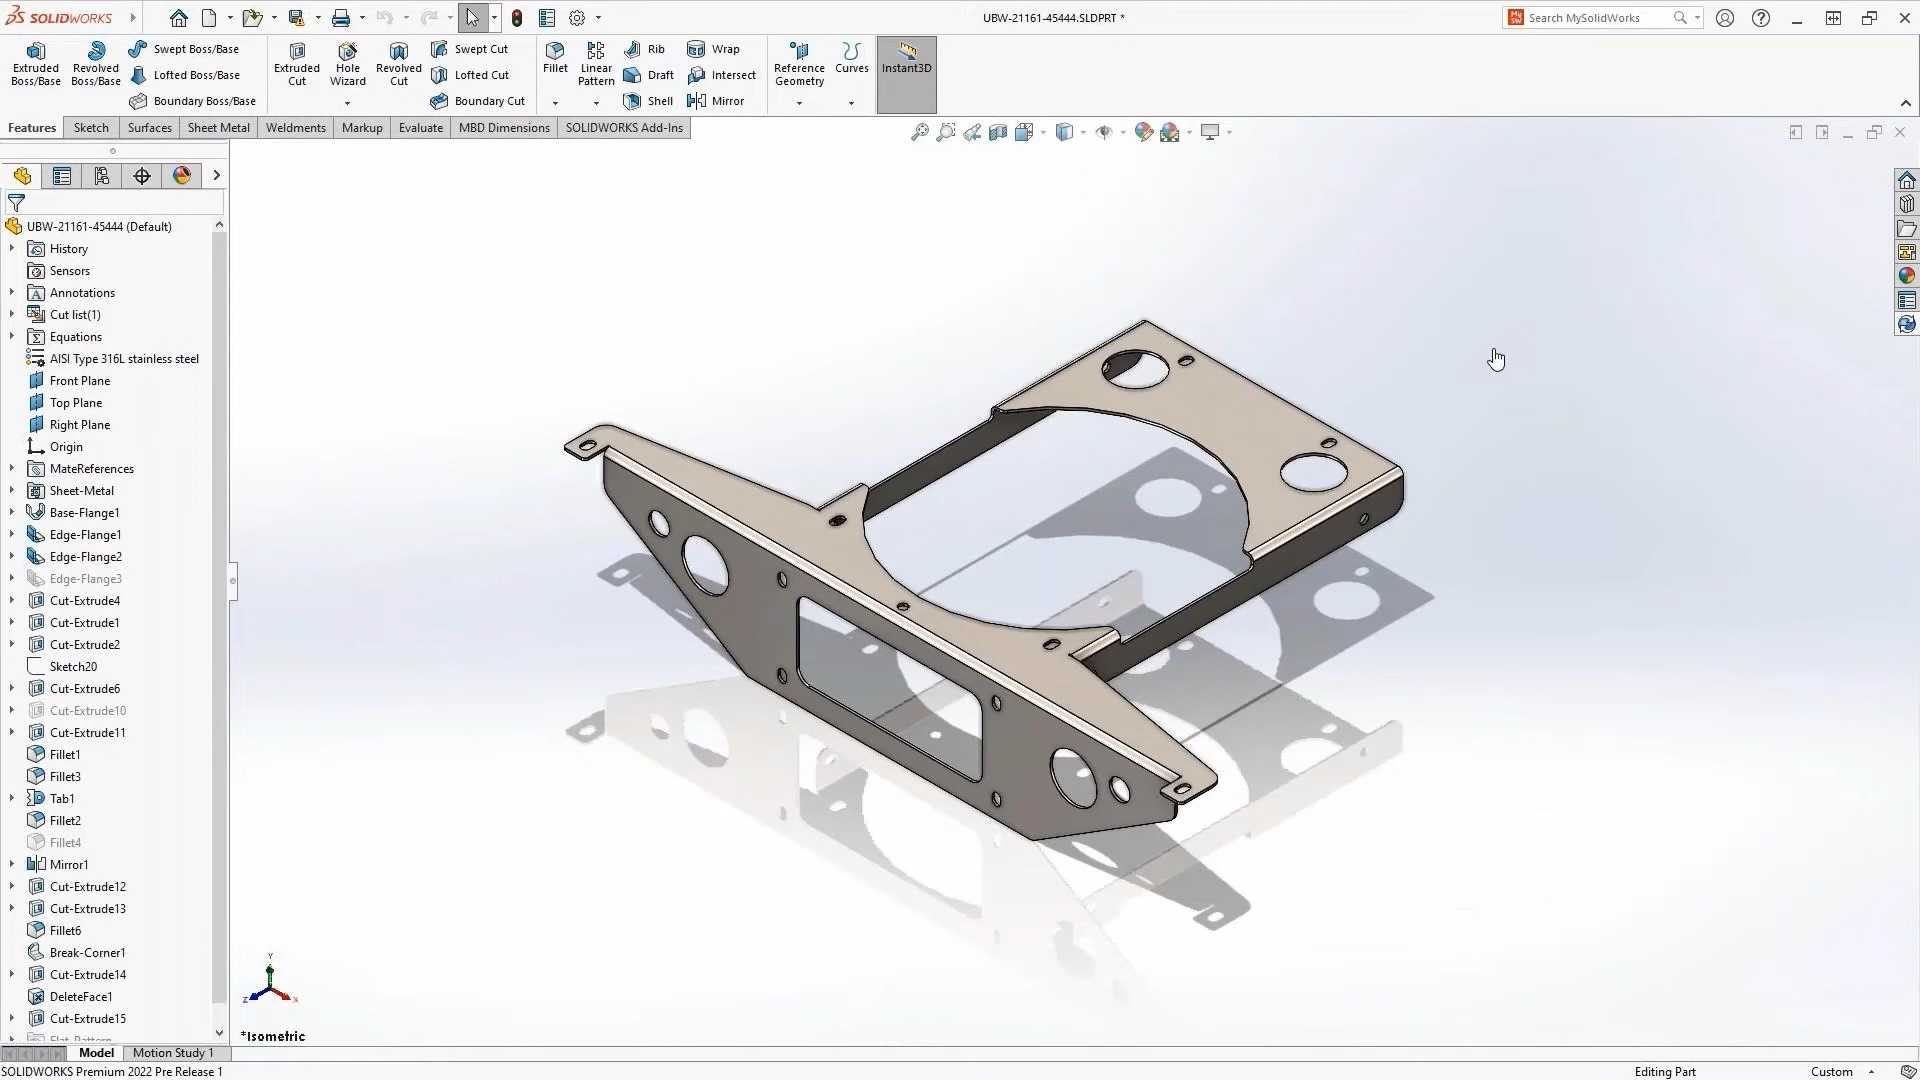 SOLIDWORKS
UBW-21161-45444.SLDPRT *
Search MySolidWorks
Extruded Boss/Base
Revolved Boss/Base
Swept Boss/Base
Lofted Boss/Base
Boundary Boss/Base
Extruded Cut
Hole Wizard
Revolved Cut
Swept Cut
Lofted Cut
Boundary Cut
Fillet
Linear Pattern
Rib
Draft
Shell
Wrap
Intersect
Mirror
Reference Geometry
Curves
Instant3D
Features
Sketch
Surfaces
Sheet Metal
Weldments
Markup
Evaluate
MBD Dimensions
SOLIDWORKS Add-Ins
UBW-21161-45444 (Default)
History
Sensors
Annotations
Cut list(1)
Equations
AISI Type 316L stainless steel
Front Plane
Top Plane
Right Plane
Origin
MateReferences
Sheet-Metal
Base-Flange1
Edge-Flange1
Edge-Flange2
Edge-Flange3
Cut-Extrude4
Cut-Extrude1
Cut-Extrude2
Sketch20
Cut-Extrude6
Cut-Extrude10
Cut-Extrude11
Fillet1
Fillet3
Tab1
Fillet2
Fillet4
Mirror1
Cut-Extrude12
Cut-Extrude13
Fillet6
Break-Corner1
Cut-Extrude14
DeleteFace1
Cut-Extrude15
Flat-Pattern
Y
Z
X
*Isometric
Model
Motion Study 1
SOLIDWORKS Premium 2022 Pre Release 1
Editing Part
Custom